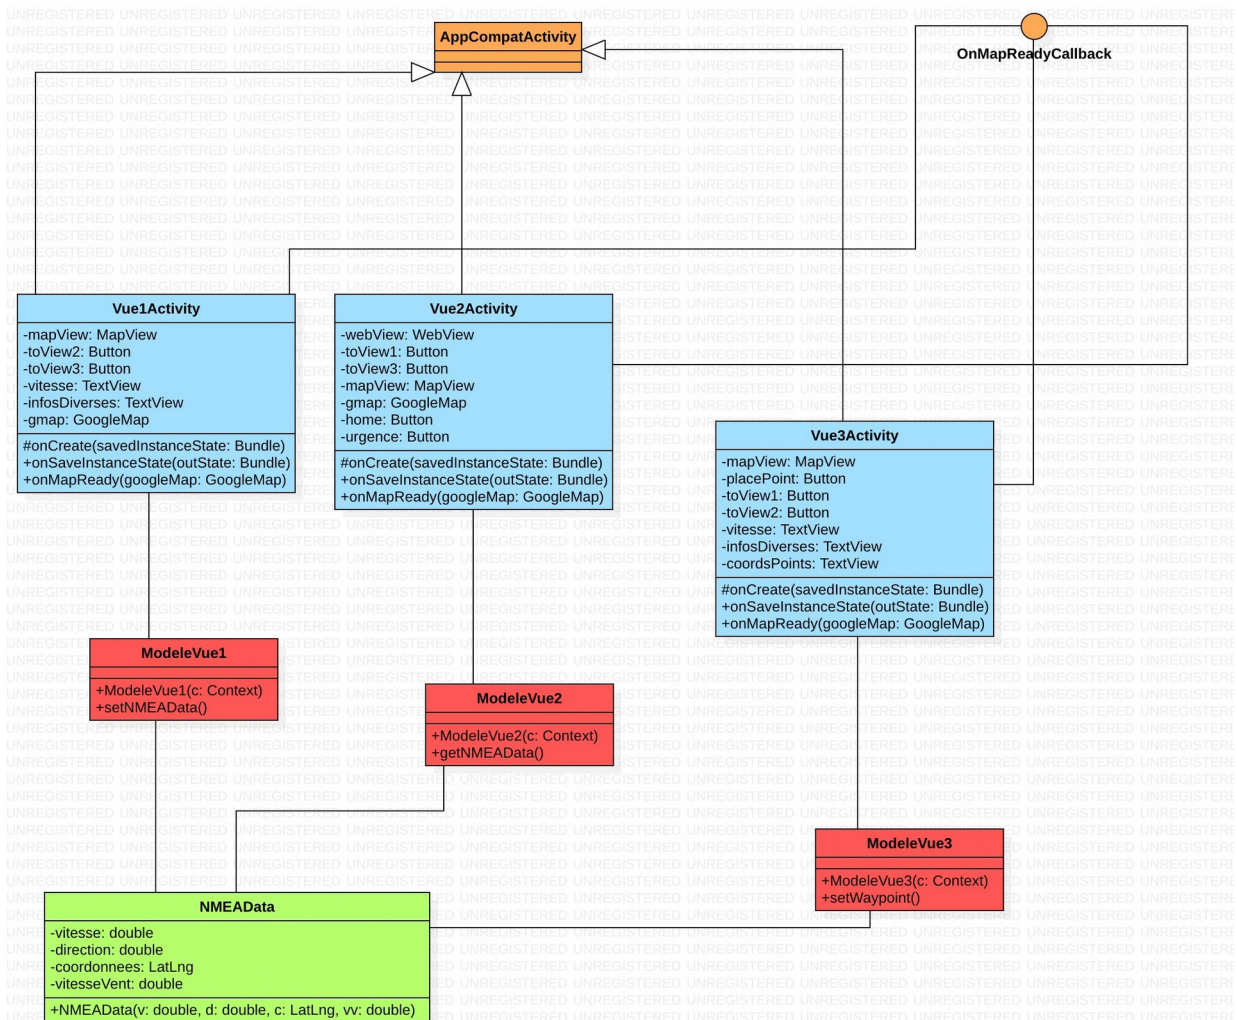 AppCompatActivity
OnMapReadyCallback
Vue1Activity
-mapView: MapView
-toView2: Button
-toView3: Button
-vitesse: TextView
-infosDiverses: TextView
-gmap: GoogleMap
#onCreate(savedInstanceState: Bundle)
+onSaveInstanceState(outState: Bundle)
+onMapReady(googleMap: GoogleMap)
Vue2Activity
-webView: WebView
-toView1: Button
-toView3: Button
-mapView: MapView
-gmap: GoogleMap
-home: Button
-urgence: Button
#onCreate(savedInstanceState: Bundle)
+onSaveInstanceState(outState: Bundle)
+onMapReady(googleMap: GoogleMap)
Vue3Activity
-mapView: MapView
-placePoint: Button
-toView1: Button
-toView2: Button
-vitesse: TextView
-infosDiverses: TextView
-coordsPoints: TextView
#onCreate(savedInstanceState: Bundle)
+onSaveInstanceState(outState: Bundle)
+onMapReady(googleMap: GoogleMap)
ModeleVue1
+ModeleVue1(c: Context)
+setNMEAData()
ModeleVue2
+ModeleVue2(c: Context)
+getNMEAData()
ModeleVue3
+ModeleVue3(c: Context)
+setWaypoint()
NMEAData
-vitesse: double
-direction: double
-coordonnees: LatLng
-vitesseVent: double
+NMEAData(v: double, d: double, c: LatLng, vv: double)
UNREGISTERED